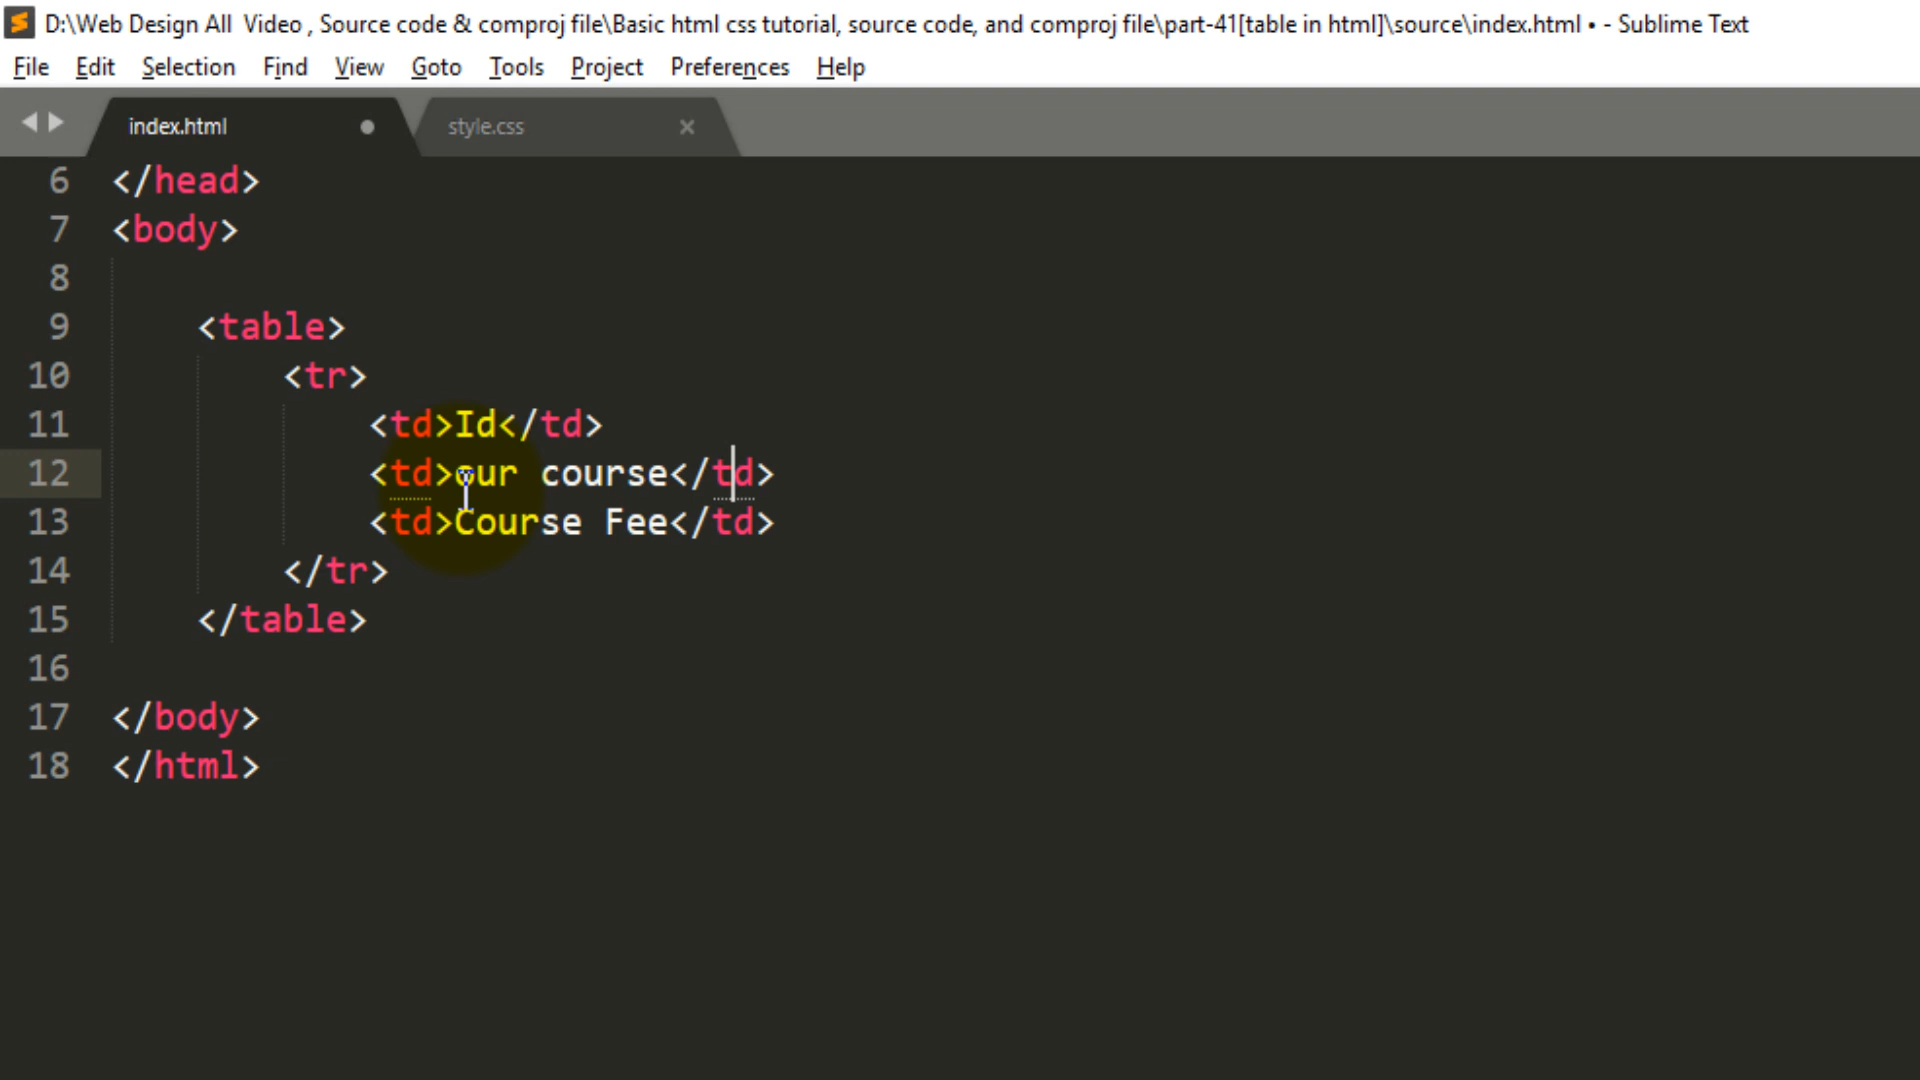 D:\Web Design All  Video , Source code & comproj file\Basic html css tutorial, source code, and comproj file\part-41[table in html]\source\index.html • - Sublime Text
File Edit Selection Find View Goto Tools Project Preferences Help
index.html style.css
6 </head>
7 <body>
8
9 <table>
10 <tr>
11 <td>Id</td>
12 <td>our course</td>
13 <td>Course Fee</td>
14 </tr>
15 </table>
16
17 </body>
18 </html>